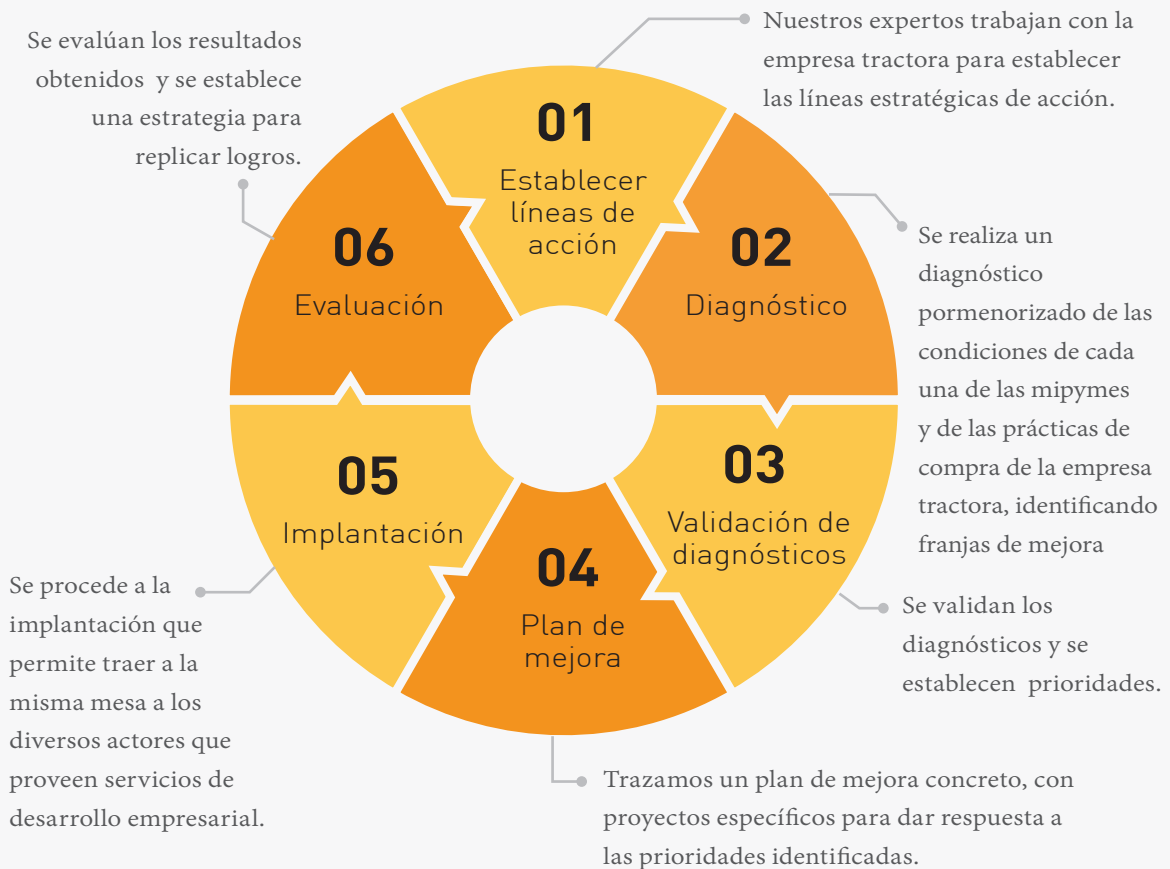 01
Establecer
líneas de
acción
Nuestros expertos trabajan con la
empresa tractora para establecer
las líneas estratégicas de acción.
02
Diagnóstico
Se realiza un
diagnóstico
pormenorizado de las
condiciones de cada
una de las mipymes
y de las prácticas de
compra de la empresa
tractora, identificando
franjas de mejora
03
Validación de
diagnósticos
Se validan los
diagnósticos y se
establecen prioridades.
04
Plan de
mejora
Trazamos un plan de mejora concreto, con
proyectos específicos para dar respuesta a
las prioridades identificadas.
05
Implantación
Se procede a la
implantación que
permite traer a la
misma mesa a los
diversos actores que
proveen servicios de
desarrollo empresarial.
06
Evaluación
Se evalúan los resultados
obtenidos y se establece
una estrategia para
replicar logros.